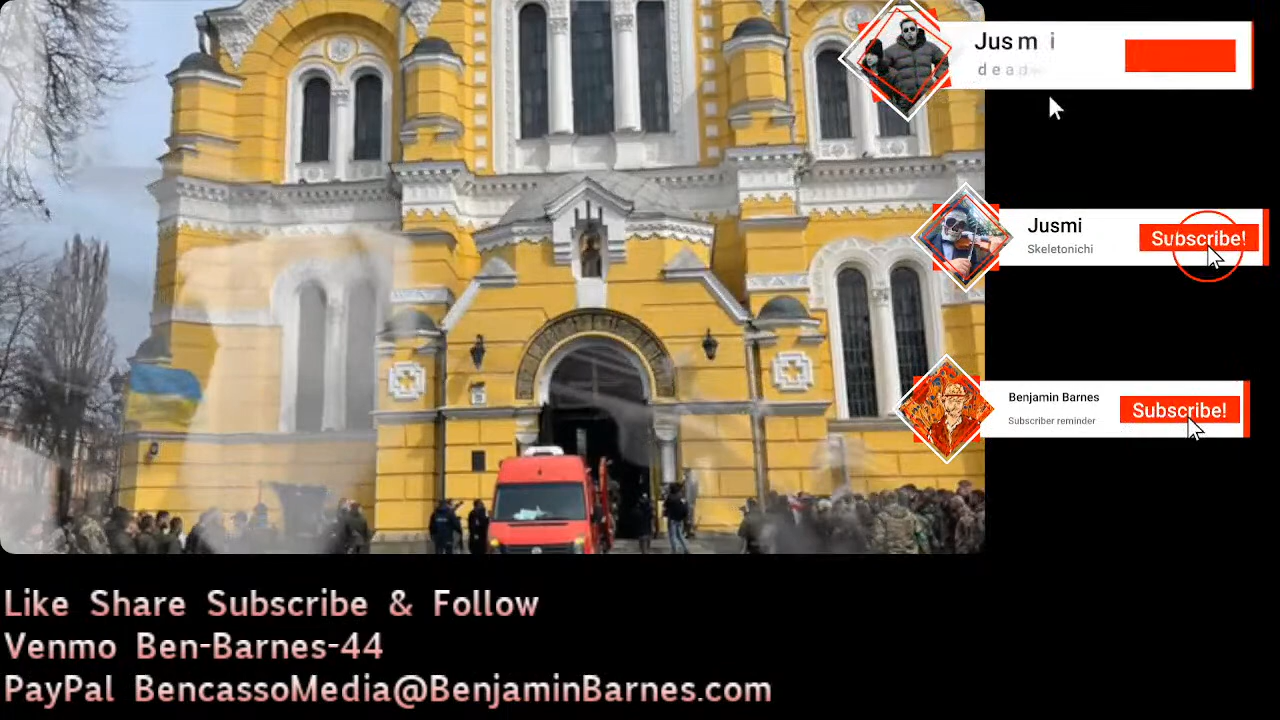 Jusmi
Jusmi
Skeletonichi
Subscribe!
Benjamin Barnes
Subscriber reminder
Subscribe!
Like Share Subscribe & Follow
Venmo Ben-Barnes-44
PayPal BencassoMedia@BenjaminBarnes.com